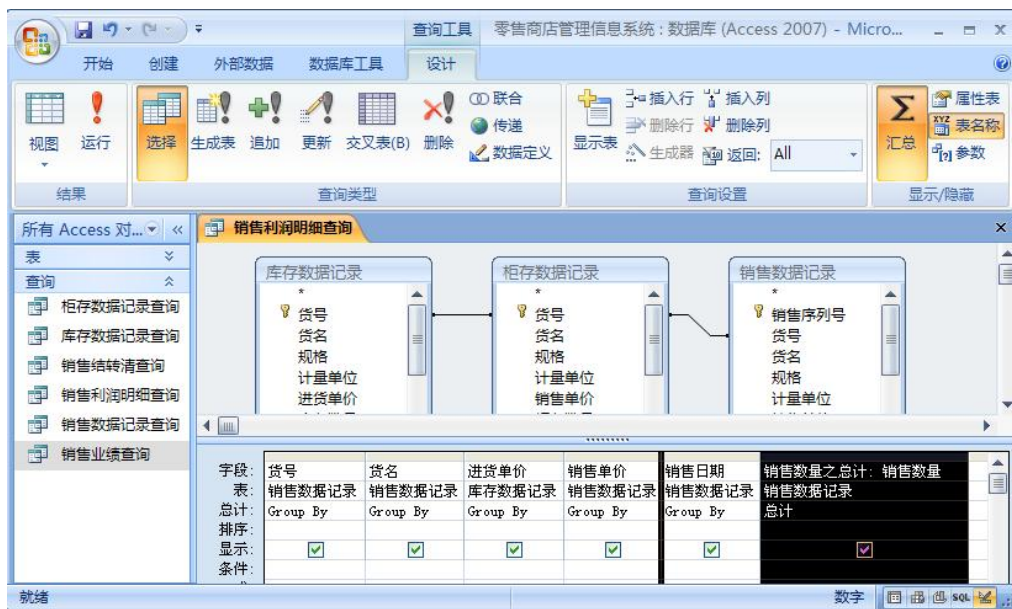 查询工具 零售商店管理信息系统 : 数据库 (Access 2007) - Micro...
开始 创建 外部数据 数据库工具 设计
视图
运行
结果
选择
生成表
追加
更新
交叉表(B)
删除
联合
传递
数据定义
查询类型
显示表
插入行
删除行
生成器
插入列
删除列
返回: All
查询设置
Σ
汇总
属性表
XYZ
表名称
[?]
参数
显示/隐藏
所有 Access 对... «
表
查询
柜存数据记录查询
库存数据记录查询
销售结转清查询
销售利润明细查询
销售数据记录查询
销售业绩查询
销售利润明细查询
库存数据记录
*
货号
货名
规格
计量单位
进货单价
柜存数据记录
*
货号
货名
规格
计量单位
销售单价
销售数据记录
*
销售序列号
货号
货名
规格
计量单位
字段: 货号 货名 进货单价 销售单价 销售日期 销售数量之总计: 销售数量
表: 销售数据记录 销售数据记录 库存数据记录 销售数据记录 销售数据记录 销售数据记录
总计: Group By Group By Group By Group By Group By 总计
排序:
显示:
条件:
就绪 数字 SQL